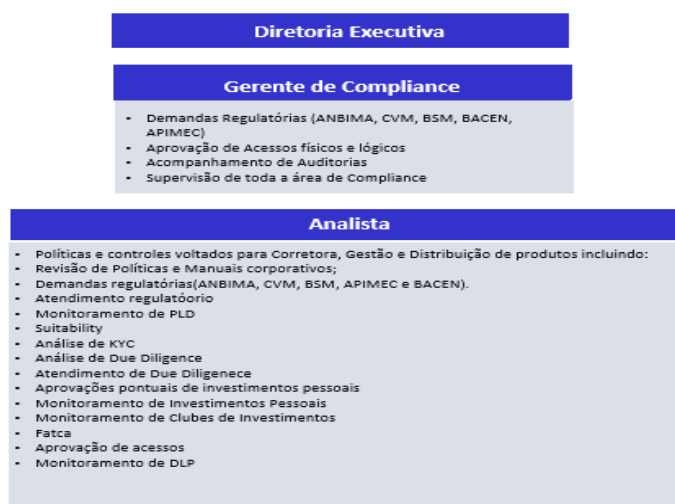 Diretoria Executiva
Gerente de Compliance
• Demandas Regulatórias (ANBIMA, CVM, BSM, BACEN,
APIMEC)
• Aprovação de Acessos físicos e lógicos
• Acompanhamento de Auditorias
• Supervisão de toda a área de Compliance
Analista
• Políticas e controles voltados para Corretora, Gestão e Distribuição de produtos incluindo:
• Revisão de Políticas e Manuais corporativos;
• Demandas regulatórias(ANBIMA, CVM, BSM, APIMEC e BACEN).
• Atendimento regulatóorio
• Monitoramento de PLD
• Suitability
• Análise de KYC
• Análise de Due Diligence
• Atendimento de Due Diligenece
• Aprovações pontuais de investimentos pessoais
• Monitoramento de Investimentos Pessoais
• Monitoramento de Clubes de Investimentos
• Fatca
• Aprovação de acessos
• Monitoramento de DLP